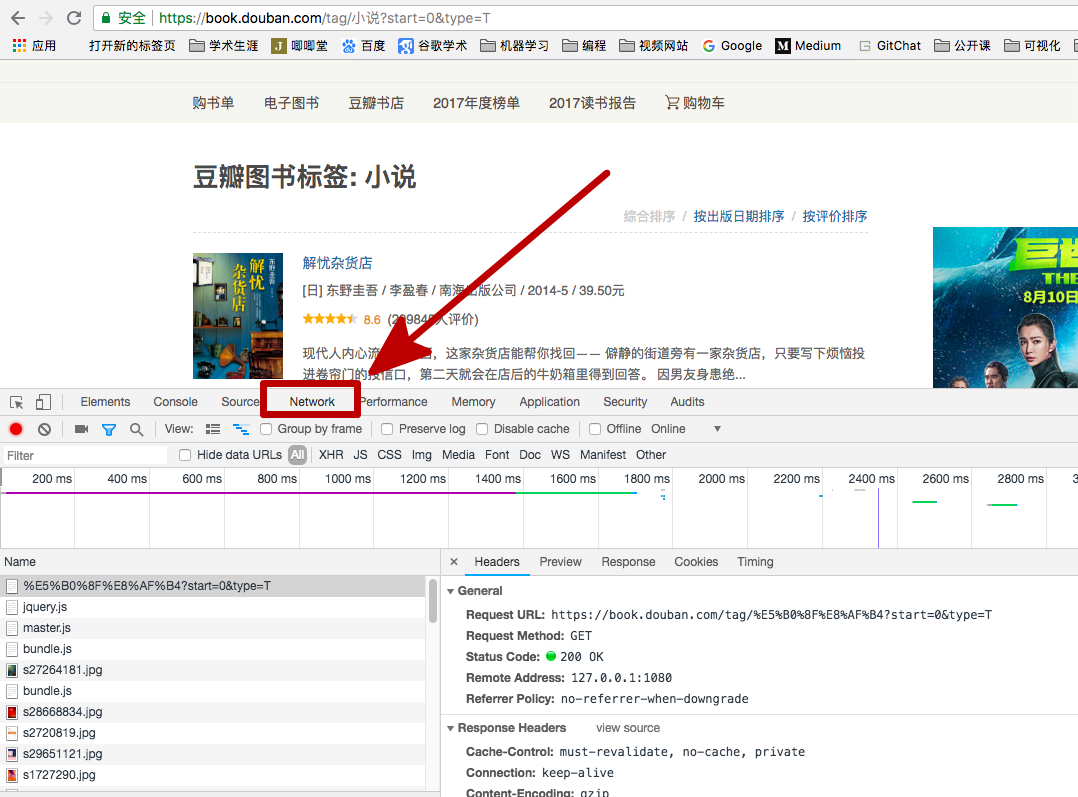 安全 https://book.douban.com/tag/小说?start=0&type=T
应用 打开新的标签页 学术生涯 J 唧唧堂 百度 谷歌学术 机器学习 编程 视频网站 Google M Medium GitChat 公开课 可视化
购书单 电子图书 豆瓣书店 2017年度榜单 2017读书报告 购物车
豆瓣图书标签: 小说
综合排序 / 按出版日期排序 / 按评价排序
东野圭吾
解忧
杂货店
解忧杂货店
[日] 东野圭吾 / 李盈春 / 南海出版公司 / 2014-5 / 39.50元
8.6 人评价)
现代人内心流 ,这家杂货店能帮你找回—— 僻静的街道旁有一家杂货店,只要写下烦恼投
进卷帘门的投信口,第二天就会在店后的牛奶箱里得到回答。 因男友身患绝...
THE
8月10日
Elements Console Source Network Performance Memory Application Security Audits
View: Group by frame Preserve log Disable cache Offline Online
Filter Hide data URLs All XHR JS CSS Img Media Font Doc WS Manifest Other
200 ms 400 ms 600 ms 800 ms 1000 ms 1200 ms 1400 ms 1600 ms 1800 ms 2000 ms 2200 ms 2400 ms 2600 ms 2800 ms 3
Name
%E5%B0%8F%E8%AF%B4?start=0&type=T
jquery.js
master.js
bundle.js
s27264181.jpg
bundle.js
s28668834.jpg
s2720819.jpg
s29651121.jpg
s1727290.jpg
× Headers Preview Response Cookies Timing
General
Request URL: https://book.douban.com/tag/%E5%B0%8F%E8%AF%B4?start=0&type=T
Request Method: GET
Status Code: 200 OK
Remote Address: 127.0.0.1:1080
Referrer Policy: no-referrer-when-downgrade
Response Headers view source
Cache-Control: must-revalidate, no-cache, private
Connection: keep-alive
Content-Encoding: gzip